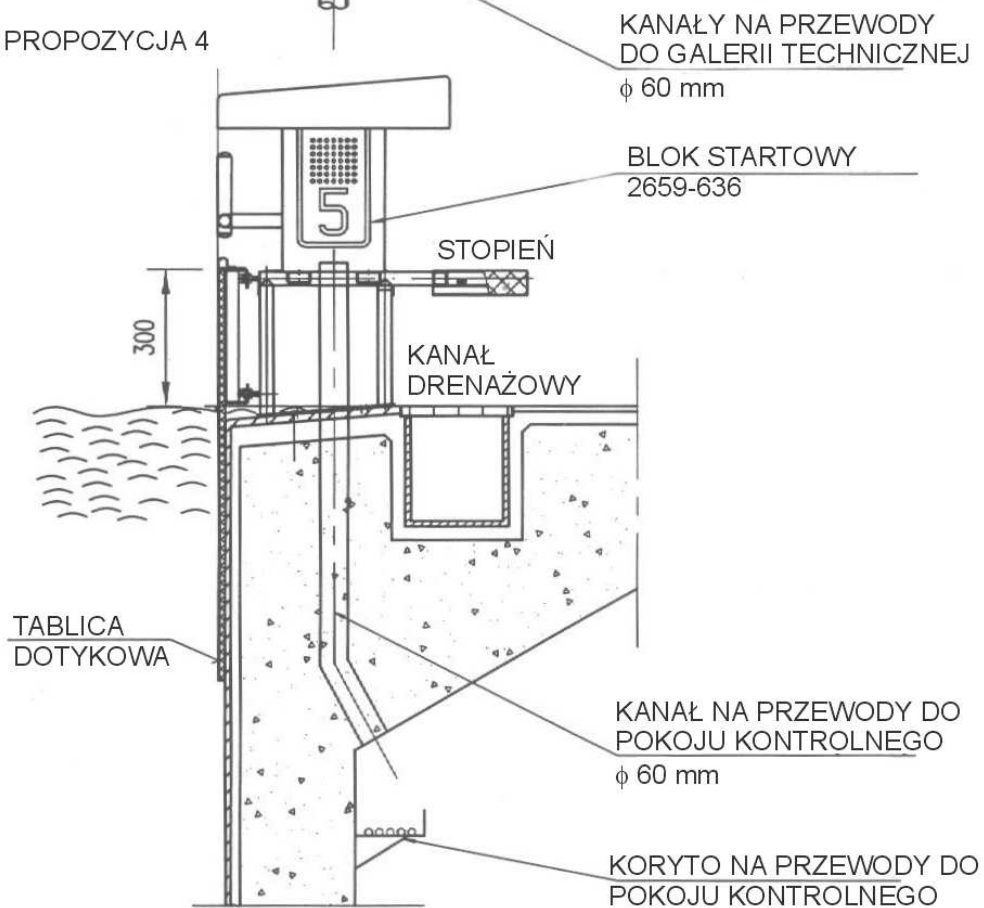 PROPOZYCJA 4
KANAŁY NA PRZEWODY
DO GALERII TECHNICZNEJ
ϕ 60 mm
BLOK STARTOWY
2659-636
5
STOPIEŃ
300
KANAŁ
DRENAŻOWY
TABLICA
DOTYKOWA
KANAŁ NA PRZEWODY DO
POKOJU KONTROLNEGO
ϕ 60 mm
KORYTO NA PRZEWODY DO
POKOJU KONTROLNEGO